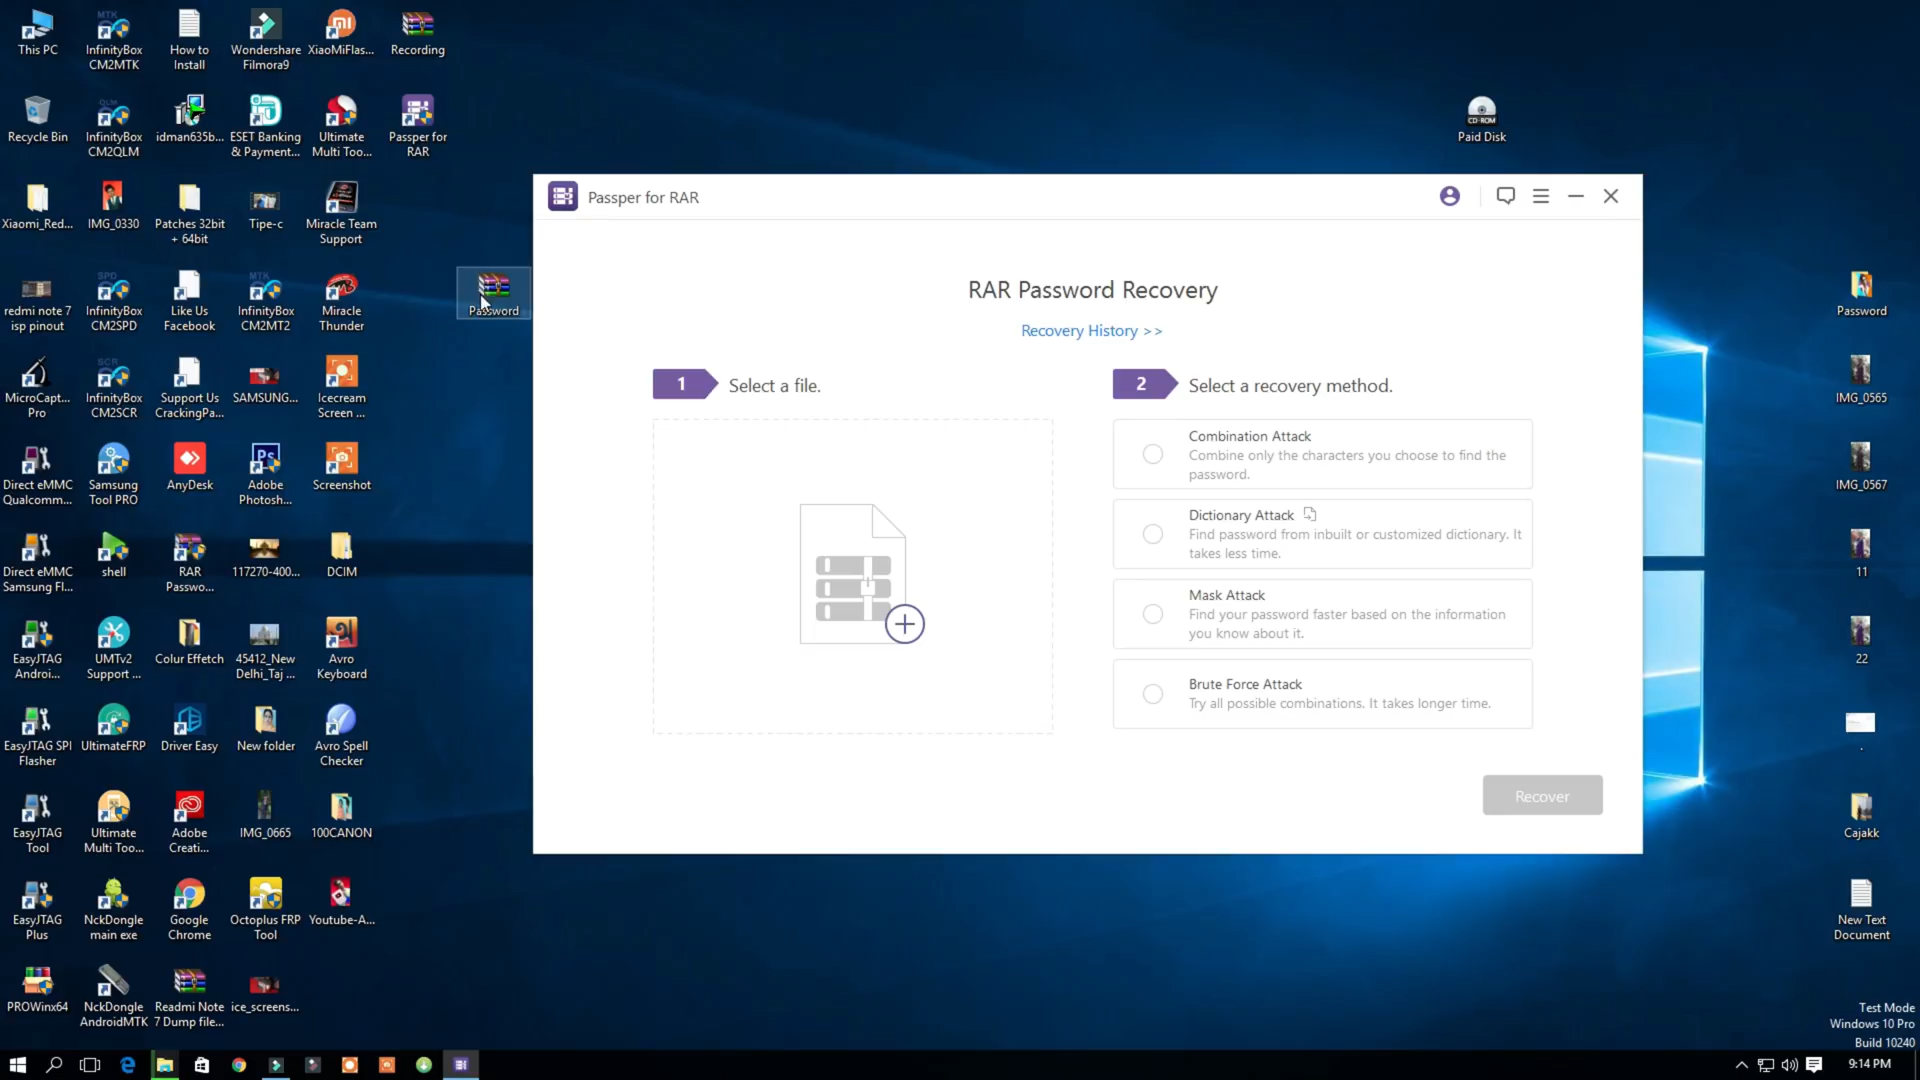 This PC
InfinityBox
CM2MTK
How to
Install
Wondershare
Filmora9
XiaoMiFlas...
Recording
Recycle Bin
InfinityBox
CM2QLM
idman635b...
ESET Banking
& Payment...
Ultimate
Multi Too...
Passper for
RAR
CD-ROM
Paid Disk
Xiaomi_Red...
IMG_0330
Patches 32bit
+ 64bit
Tipe-c
Miracle Team
Support
redmi note 7
isp pinout
InfinityBox
CM2SPD
Like Us
Facebook
InfinityBox
CM2MT2
Miracle
Thunder
Password
MicroCapt...
Pro
InfinityBox
CM2SCR
Support Us
CrackingPa...
SAMSUNG...
Icecream
Screen ...
Direct eMMC
Qualcomm...
Samsung
Tool PRO
AnyDesk
Adobe
Photosh...
Screenshot
Direct eMMC
Samsung Fl...
shell
RAR
Passwo...
117270-400...
DCIM
EasyJTAG
Androi...
UMTv2
Support ...
Colur Effetch
45412_New
Delhi_Taj ...
Avro
Keyboard
EasyJTAG SPI
Flasher
UltimateFRP
Driver Easy
New folder
Avro Spell
Checker
EasyJTAG
Tool
Ultimate
Multi Too...
Adobe
Creati...
IMG_0665
100CANON
EasyJTAG
Plus
NckDongle
main exe
Google
Chrome
Octoplus FRP
Tool
Youtube-A...
PROWinx64
NckDongle
AndroidMTK
Readmi Note
7 Dump file...
ice_screens...
Passper for RAR
RAR Password Recovery
Recovery History >>
1
Select a file.
2
Select a recovery method.
Combination Attack
Combine only the characters you choose to find the
password.
Dictionary Attack
Find password from inbuilt or customized dictionary. It
takes less time.
Mask Attack
Find your password faster based on the information
you know about it.
Brute Force Attack
Try all possible combinations. It takes longer time.
Recover
Password
IMG_0565
IMG_0567
11
22
.
Cajakk
New Text
Document
Test Mode
Windows 10 Pro
Build 10240
9:14 PM